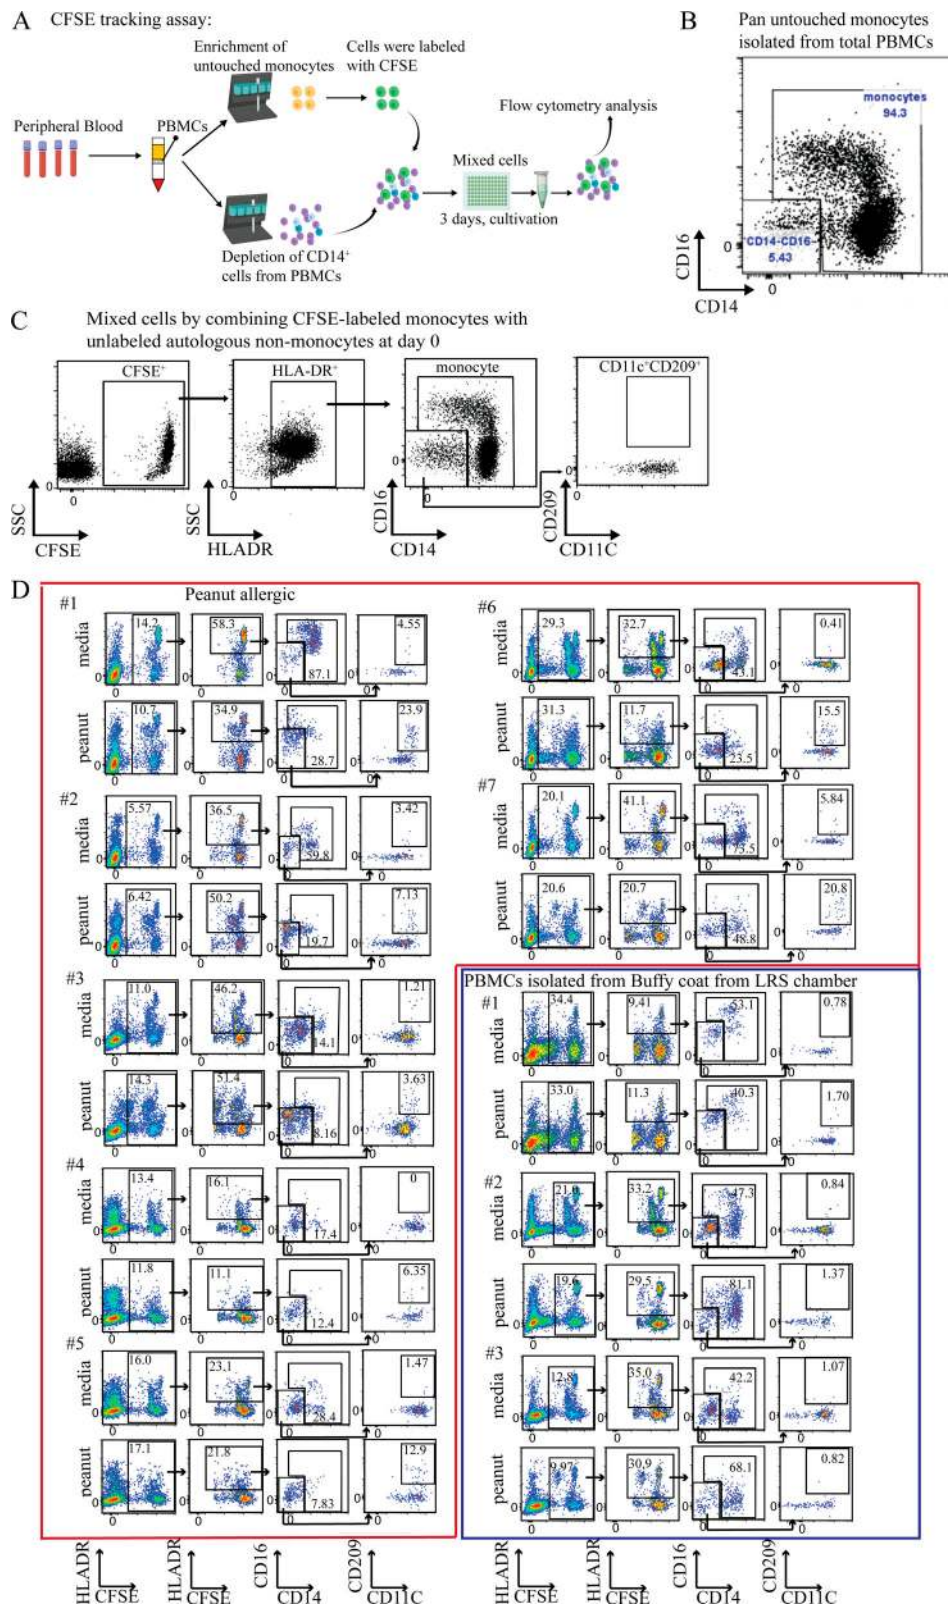 A CFSE tracking assay:
Enrichment of
untouched monocytes
Cells were labeled
with CFSE
Flow cytometry analysis
Peripheral Blood
PBMCs
Mixed cells
3 days, cultivation
Depletion of CD14⁺
cells from PBMCs
B Pan untouched monocytes
isolated from total PBMCs
monocytes
94.3
CD14-CD16-
5.43
0
0
CD16
CD14
C Mixed cells by combining CFSE-labeled monocytes with
unlabeled autologous non-monocytes at day 0
CFSE⁺
HLA-DR⁺
monocyte
CD11c⁺CD209⁺
0 0 0 0
0 0 0 0
SSC SSC CD16 CD209
CFSE HLADR CD14 CD11C
D Peanut allergic
#1
media 14.2 58.3 87.1 4.55
peanut 10.7 34.9 28.7 23.9
#2
media 5.57 36.5 59.8 3.42
peanut 6.42 50.2 19.7 7.13
#3
media 11.0 46.2 14.1 1.21
peanut 14.3 51.4 8.16 3.63
#4
media 13.4 16.1 17.4 0
peanut 11.8 11.1 12.4 6.35
#5
media 16.0 23.1 28.4 1.47
peanut 17.1 21.8 7.83 12.9
HLADR HLADR CD16 CD209
CFSE CFSE CD14 CD11C
#6
media 29.3 32.7 43.1 0.41
peanut 31.3 11.7 23.5 15.5
#7
media 20.1 41.1 73.5 5.84
peanut 20.6 20.7 48.8 20.8
PBMCs isolated from Buffy coat from LRS chamber
#1
media 34.4 9.41 53.1 0.78
peanut 33.0 11.3 40.3 1.70
#2
media 33.2 47.3 0.84
peanut 19.6 29.5 81.1 1.37
#3
media 12.8 35.0 42.2 1.07
peanut 9.97 30.9 68.1 0.82
HLADR HLADR CD16 CD209
CFSE CFSE CD14 CD11C